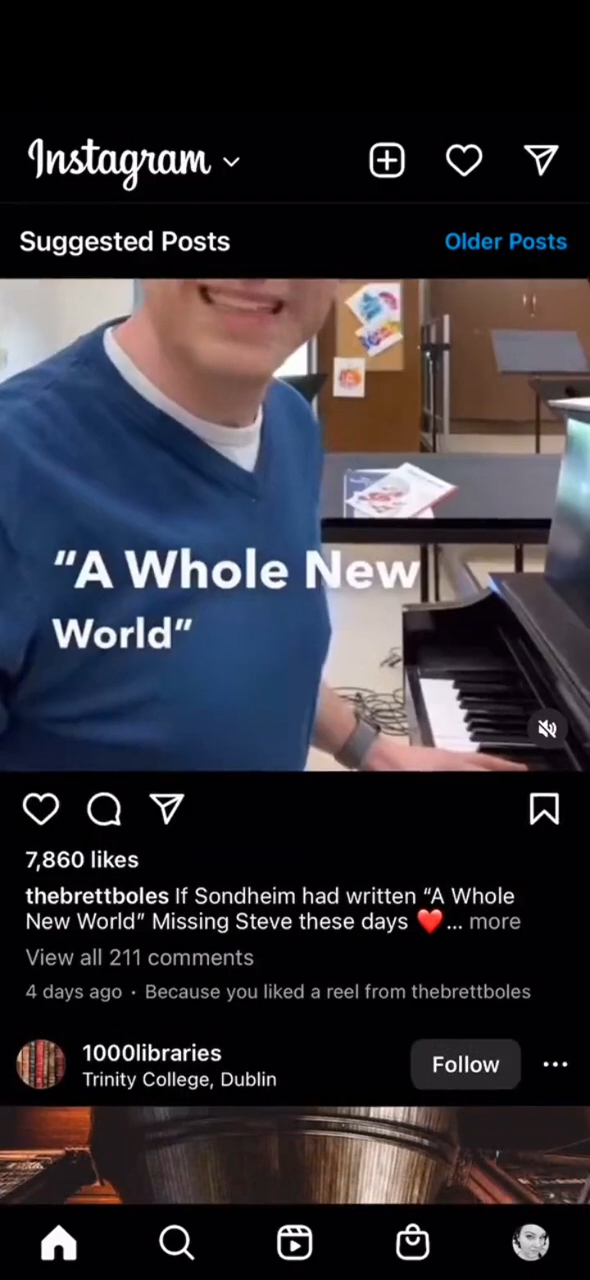 Instagram
Suggested Posts
Older Posts
“A Whole New
World”
7,860 likes
thebrettboles If Sondheim had written “A Whole
New World” Missing Steve these days ❤️... more
View all 211 comments
4 days ago · Because you liked a reel from thebrettboles
1000libraries
Trinity College, Dublin
Follow